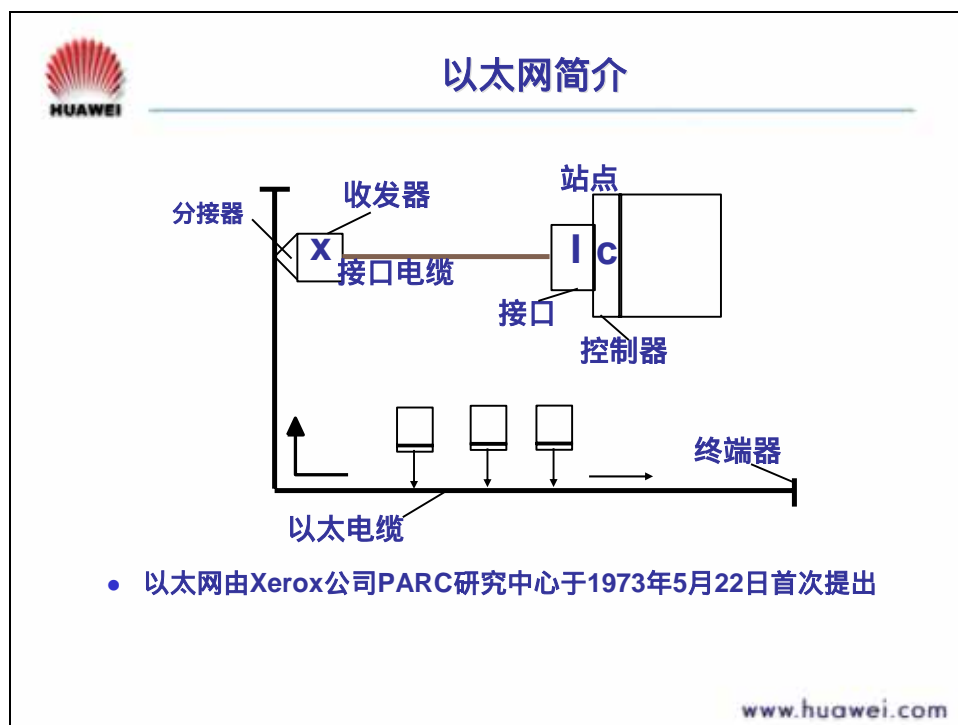 以太网简介
HUAWEI
站点
收发器
分接器
X
I
c
接口电缆
接口
控制器
终端器
以太电缆
以太网由Xerox公司PARC研究中心于1973年5月22日首次提出
www.huawei.com